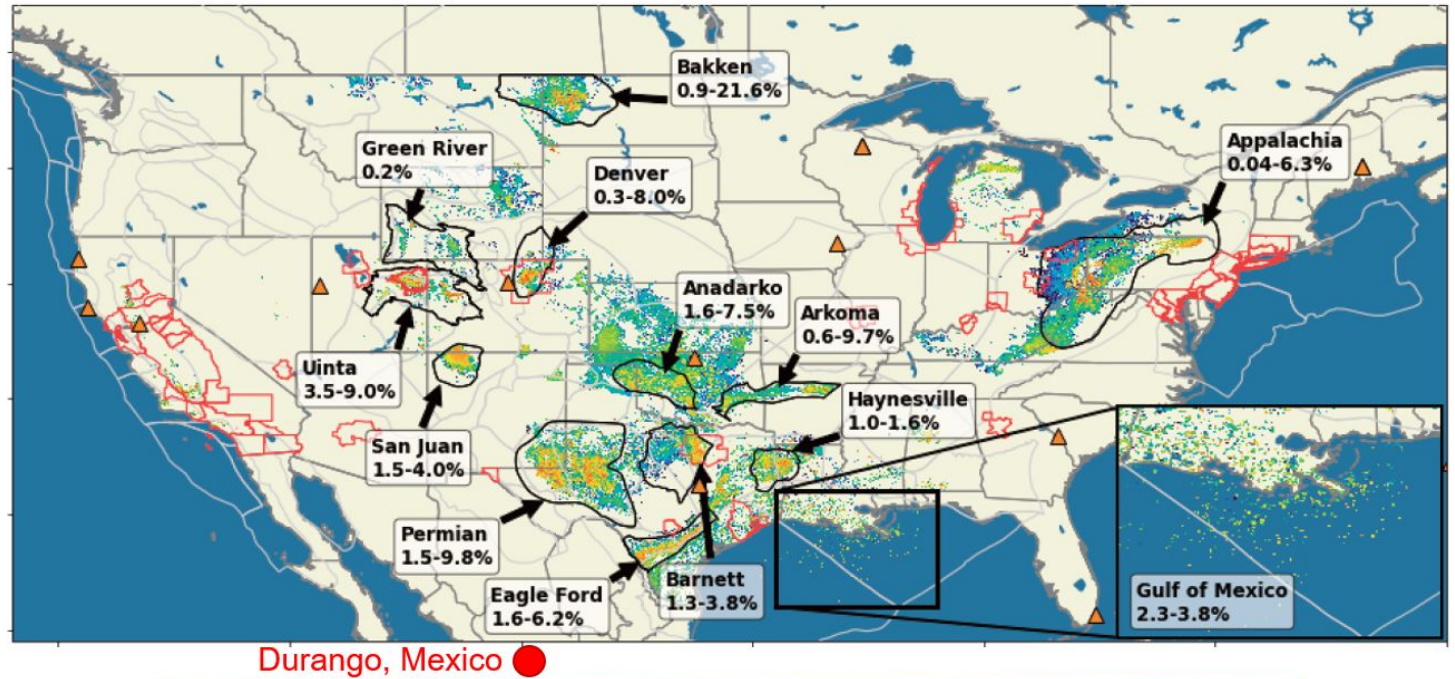 Bakken
0.9-21.6%
Green River
0.2%
Denver
0.3-8.0%
Appalachia
0.04-6.3%
Anadarko
1.6-7.5%
Arkoma
0.6-9.7%
Uinta
3.5-9.0%
Haynesville
1.0-1.6%
San Juan
1.5-4.0%
Permian
1.5-9.8%
Eagle Ford
1.6-6.2%
Barnett
1.3-3.8%
Gulf of Mexico
2.3-3.8%
Durango, Mexico